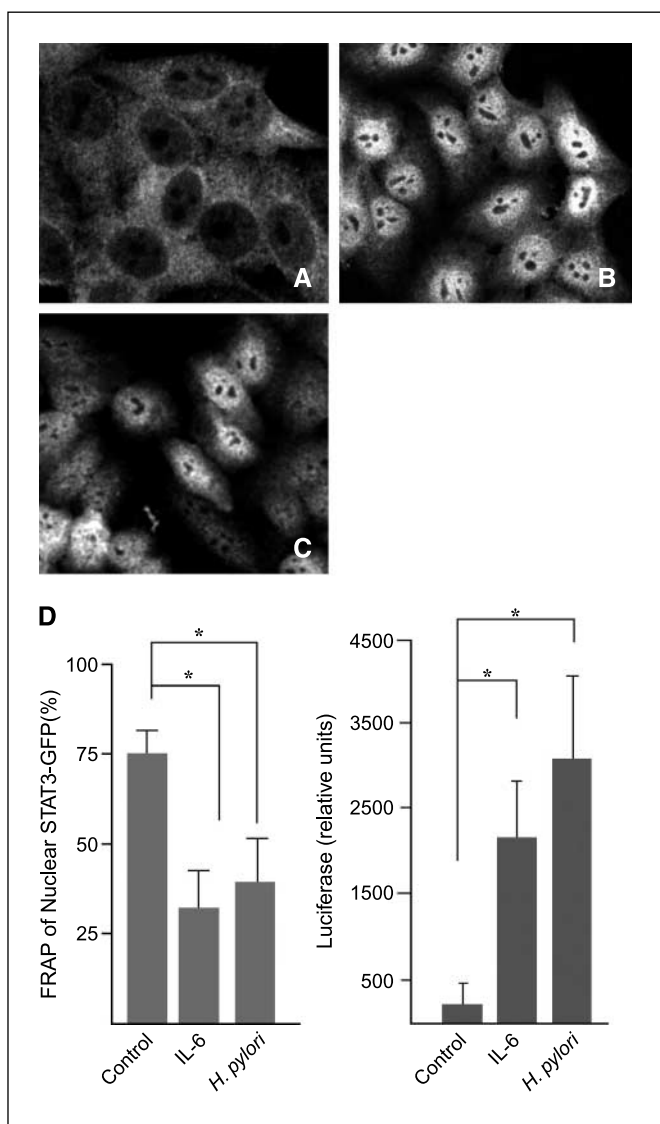 A
B
C
D
*
*
100
75
50
25
FRAP of Nuclear STAT3-GFP(%)
Control
IL-6
H. pylori
*
*
4500
3500
2500
1500
500
Luciferase (relative units)
Control
IL-6
H. pylori